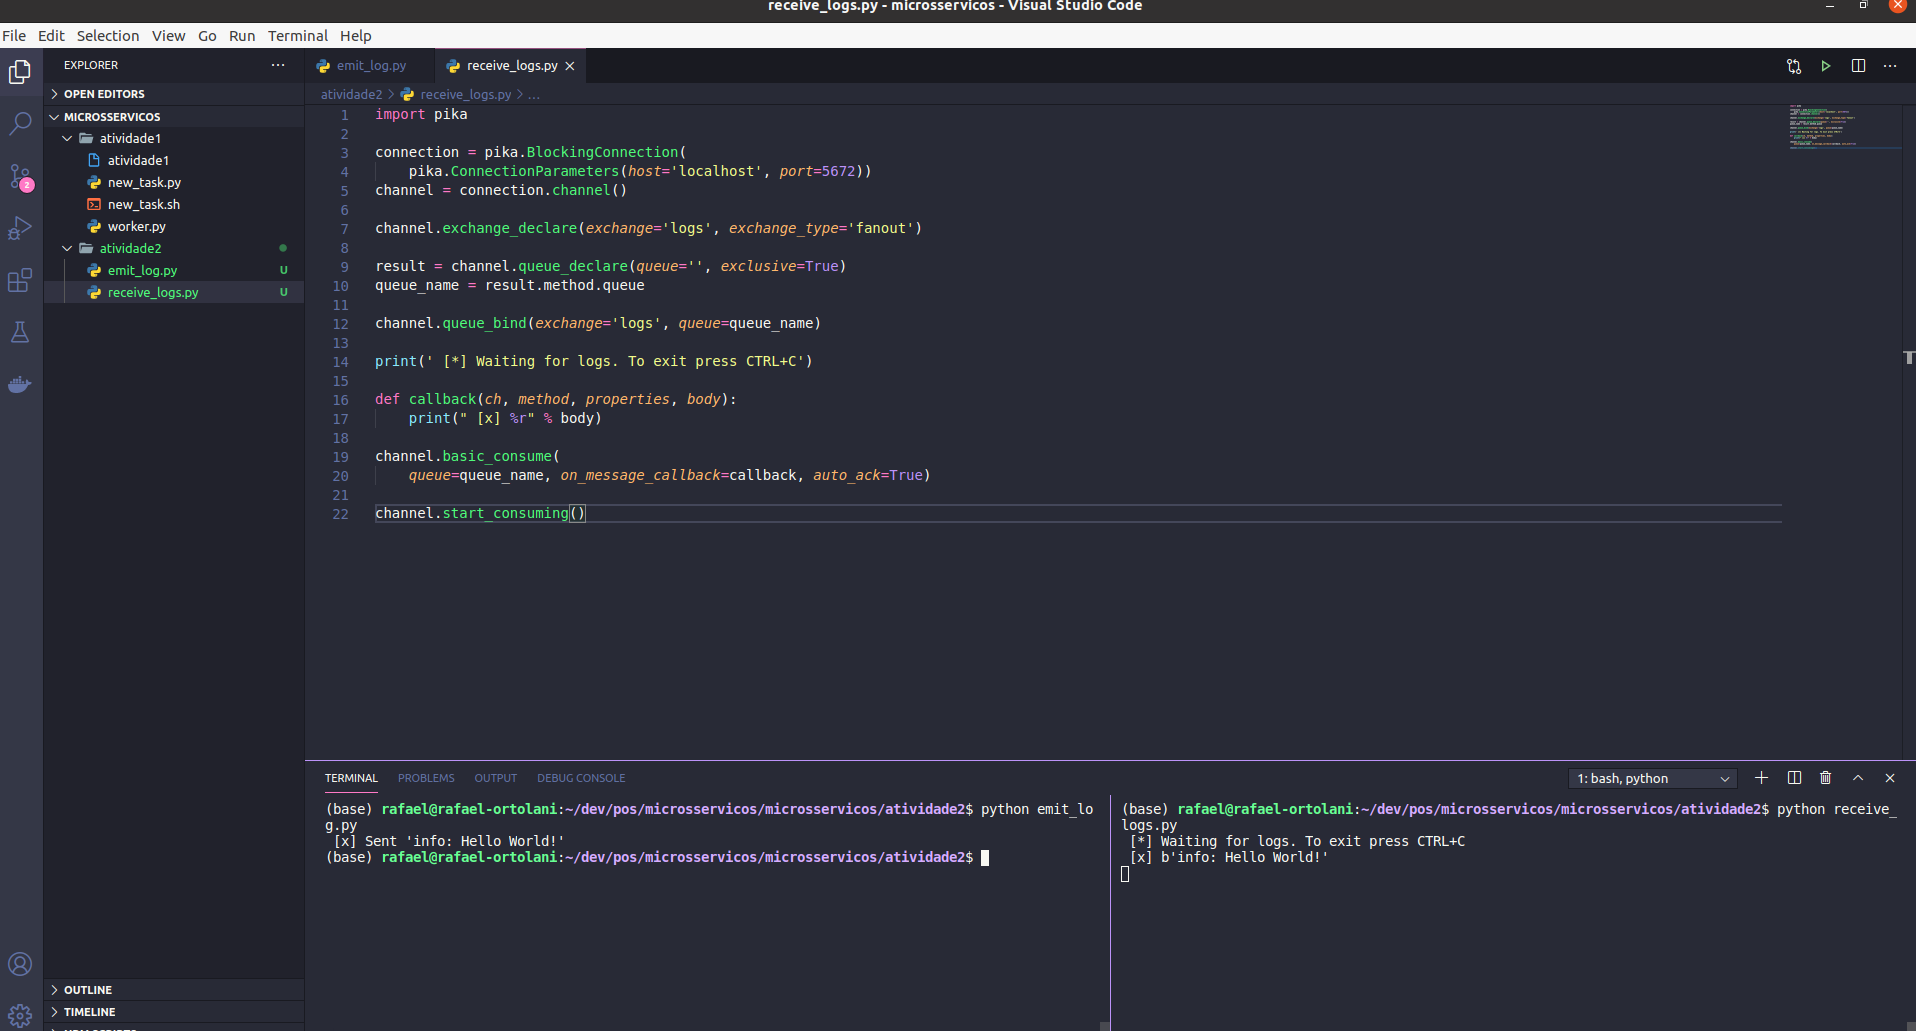 receive_logs.py - microsservicos - Visual Studio Code
File Edit Selection View Go Run Terminal Help
EXPLORER ...
OPEN EDITORS
MICROSSERVICOS
atividade1
atividade1
new_task.py
new_task.sh
worker.py
atividade2
emit_log.py U
receive_logs.py U
OUTLINE
TIMELINE
2
emit_log.py receive_logs.py
atividade2 > receive_logs.py > ...
1 import pika
2
3 connection = pika.BlockingConnection(
4     pika.ConnectionParameters(host='localhost', port=5672))
5 channel = connection.channel()
6
7 channel.exchange_declare(exchange='logs', exchange_type='fanout')
8
9 result = channel.queue_declare(queue='', exclusive=True)
10 queue_name = result.method.queue
11
12 channel.queue_bind(exchange='logs', queue=queue_name)
13
14 print(' [*] Waiting for logs. To exit press CTRL+C')
15
16 def callback(ch, method, properties, body):
17     print(" [x] %r" % body)
18
19 channel.basic_consume(
20     queue=queue_name, on_message_callback=callback, auto_ack=True)
21
22 channel.start_consuming()
TERMINAL PROBLEMS OUTPUT DEBUG CONSOLE
1: bash, python
(base) rafael@rafael-ortolani:~/dev/pos/microsservicos/microsservicos/atividade2$ python emit_lo
g.py
 [x] Sent 'info: Hello World!'
(base) rafael@rafael-ortolani:~/dev/pos/microsservicos/microsservicos/atividade2$
(base) rafael@rafael-ortolani:~/dev/pos/microsservicos/microsservicos/atividade2$ python receive_
logs.py
 [*] Waiting for logs. To exit press CTRL+C
 [x] b'info: Hello World!'